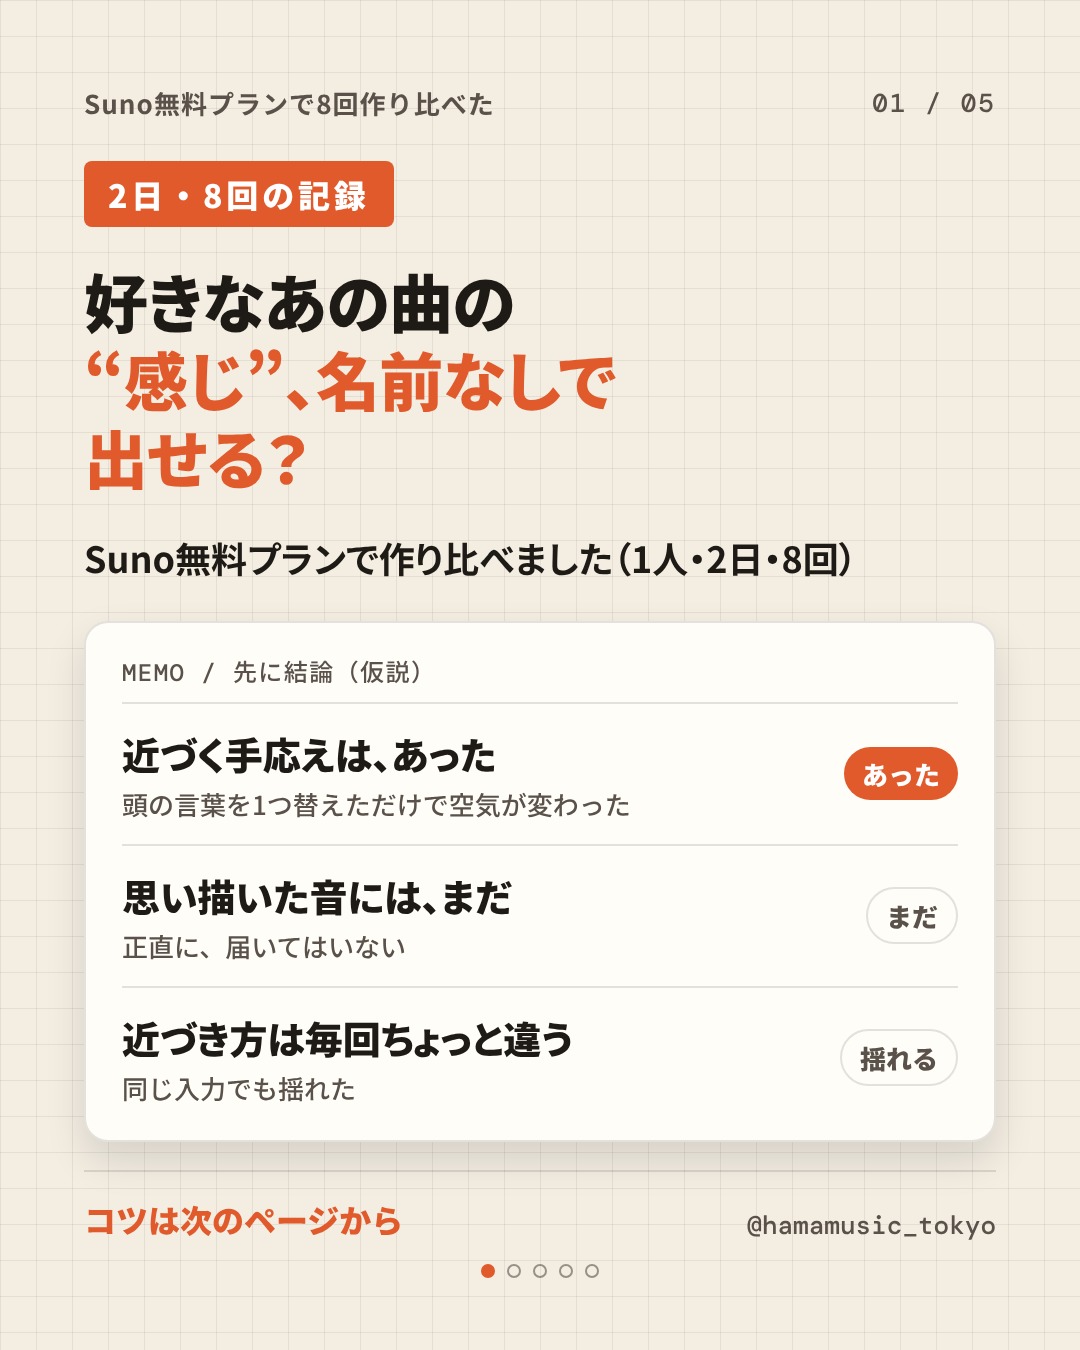 Suno無料プランで8回作り比べた
01 / 05
2日・8回の記録
好きなあの曲の
“感じ”、名前なしで
出せる？
Suno無料プランで作り比べました（1人・2日・8回）
MEMO / 先に結論（仮説）
近づく手応えは、あった
頭の言葉を1つ替えただけで空気が変わった
あった
思い描いた音には、まだ
正直に、届いてはいない
まだ
近づき方は毎回ちょっと違う
同じ入力でも揺れた
揺れる
コツは次のページから
@hamamusic_tokyo